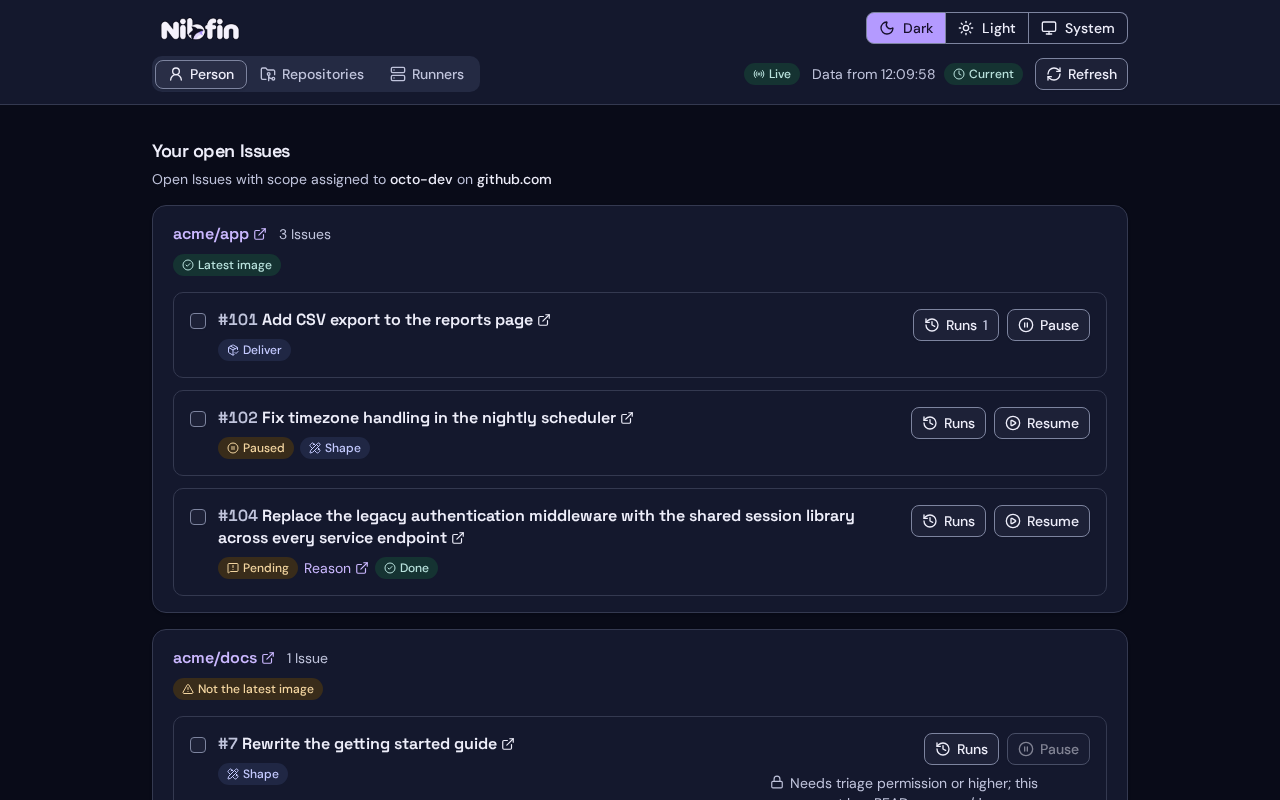 Nibfin
Dark
Light
System
Person
Repositories
Runners
Live
Data from 12:09:58
Current
Refresh
Your open Issues
Open Issues with scope assigned to octo-dev on github.com
acme/app
3 Issues
Latest image
#101 Add CSV export to the reports page
Runs 1
Pause
Deliver
#102 Fix timezone handling in the nightly scheduler
Runs
Resume
Paused
Shape
#104 Replace the legacy authentication middleware with the shared session library
across every service endpoint
Runs
Resume
Pending
Reason
Done
acme/docs
1 Issue
Not the latest image
#7 Rewrite the getting started guide
Runs
Pause
Shape
Needs triage permission or higher; this